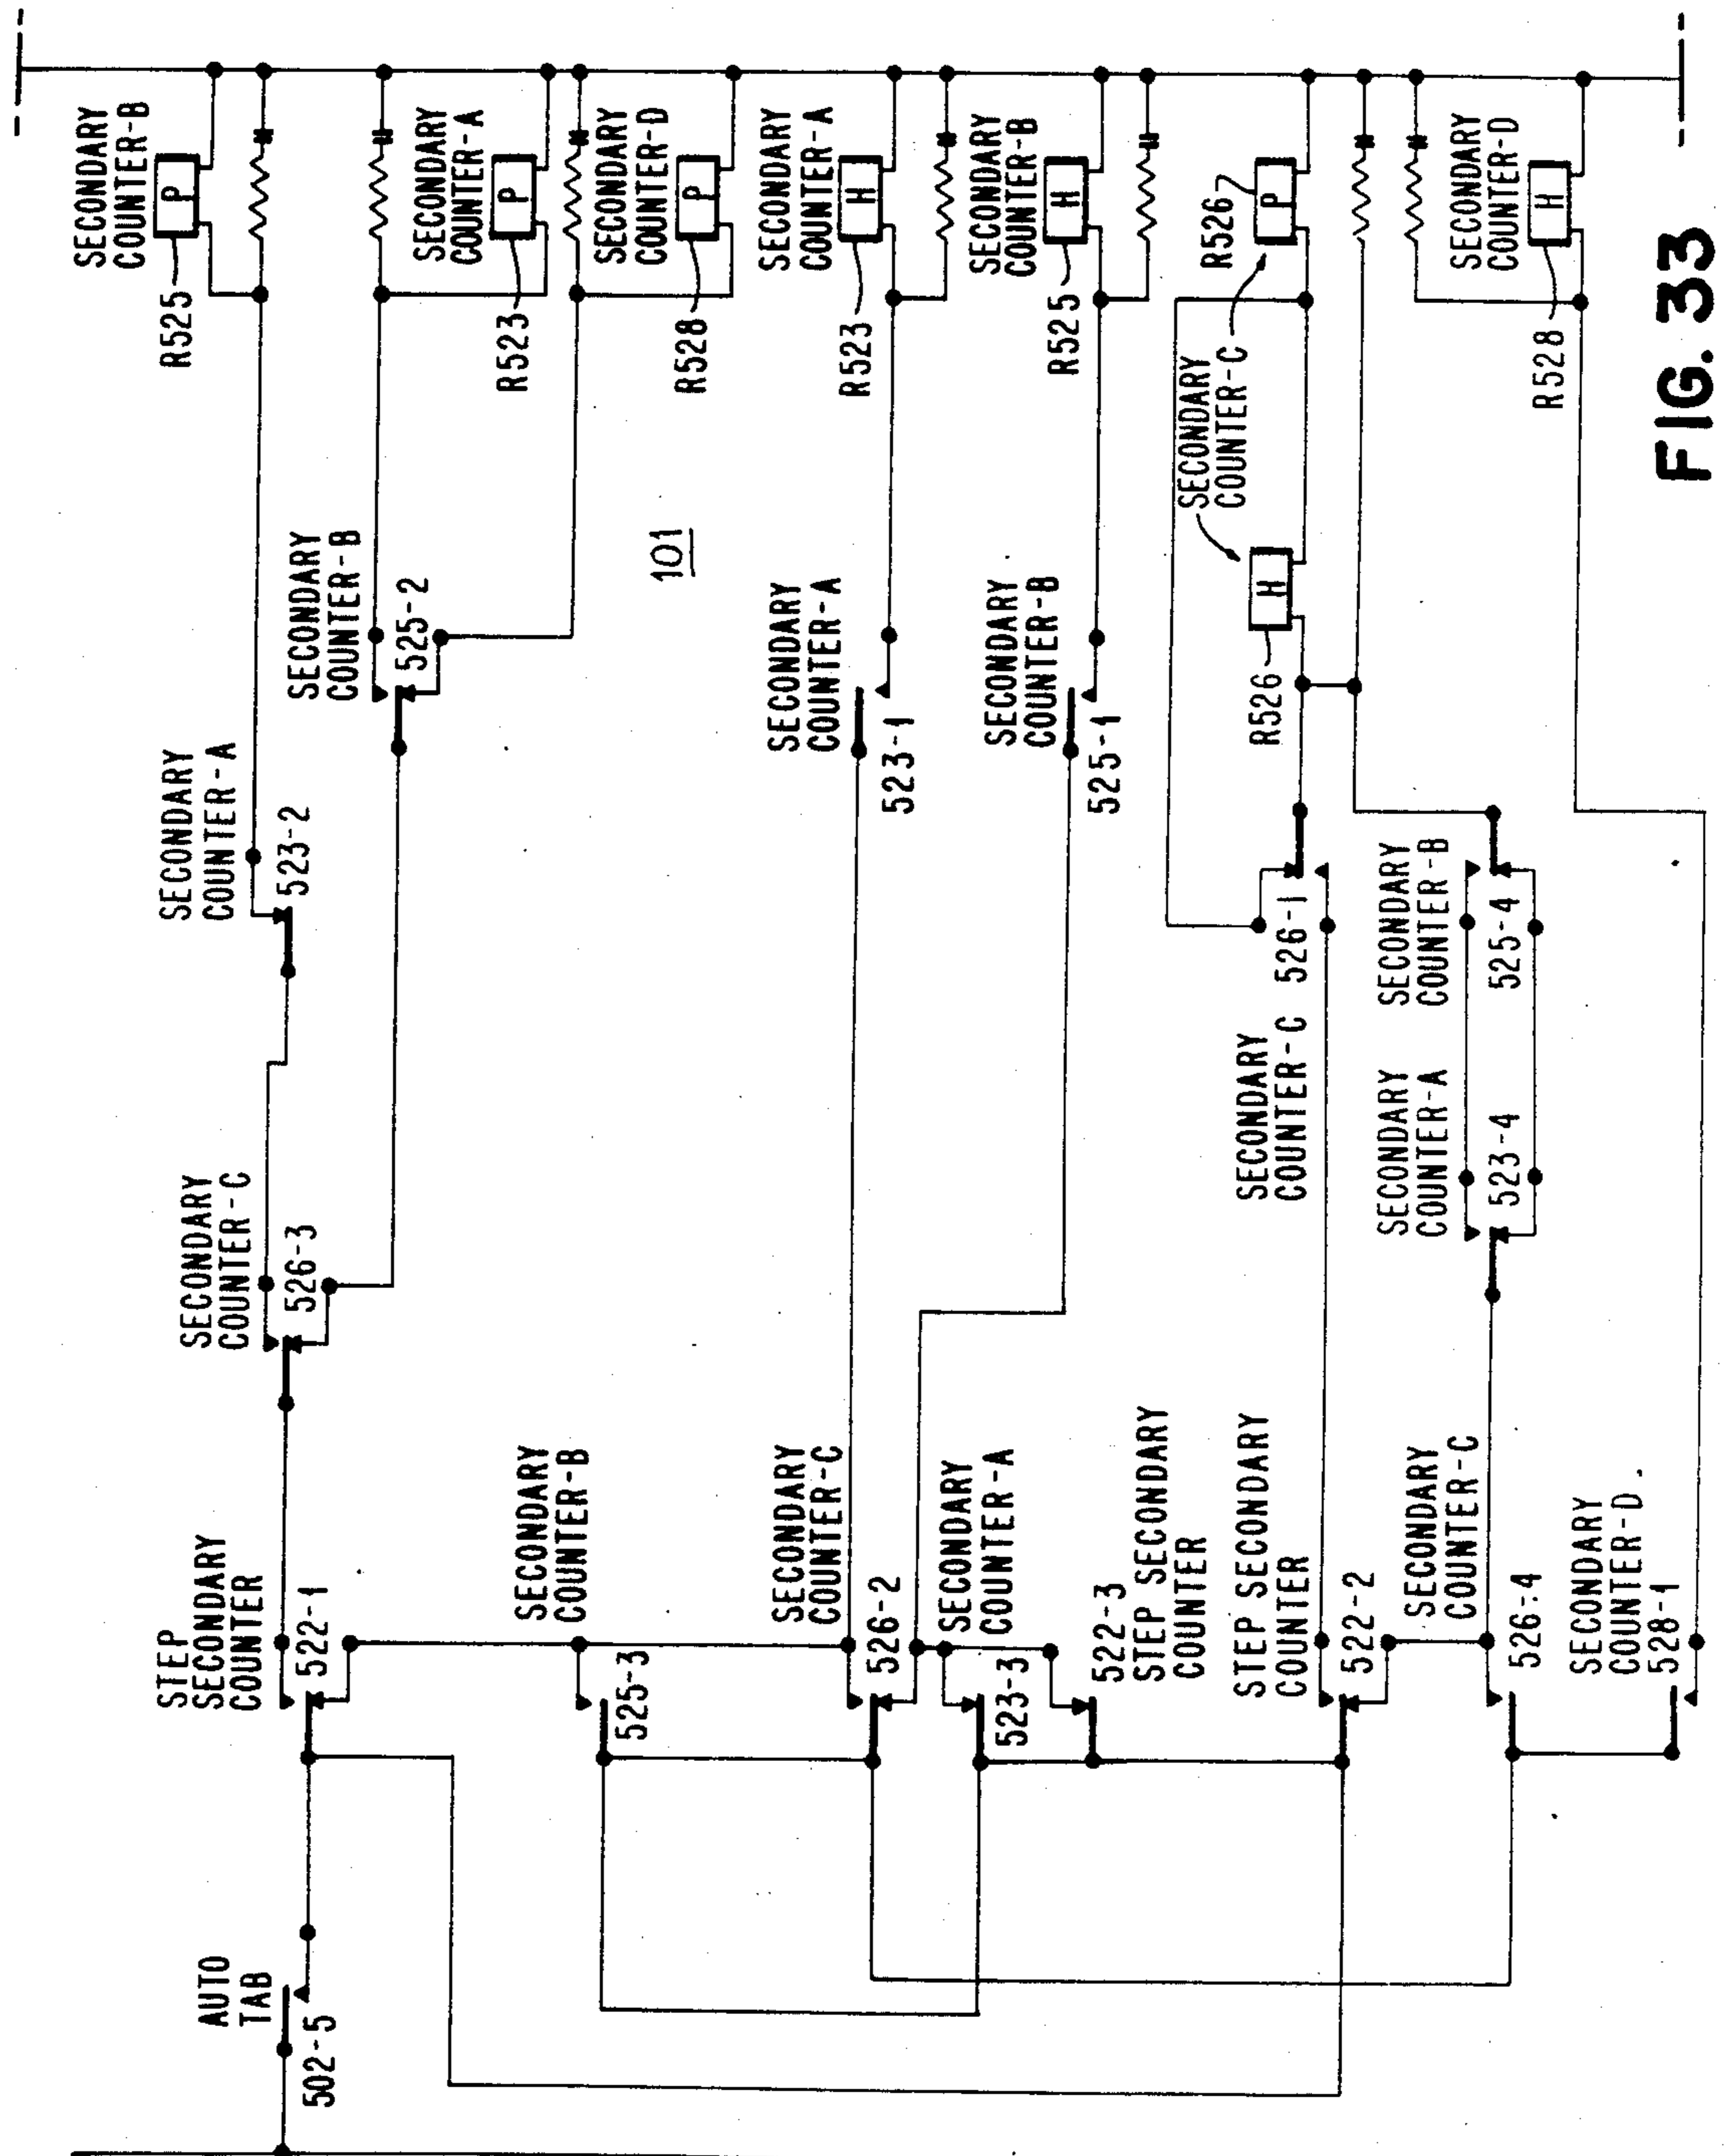 AUTO
TAB
502-5
STEP
SECONDARY
COUNTER
522-1
SECONDARY
COUNTER-C
526-3
SECONDARY
COUNTER-A
523-2
SECONDARY
COUNTER-B
525-2
SECONDARY
COUNTER-B
P
R525
SECONDARY
COUNTER-A
P
R523
SECONDARY
COUNTER-D
P
R528
101
SECONDARY
COUNTER-B
525-3
SECONDARY
COUNTER-C
526-2
SECONDARY
COUNTER-A
523-1
SECONDARY
COUNTER-A
H
R523
SECONDARY
COUNTER-A
523-3
SECONDARY
COUNTER-B
525-1
SECONDARY
COUNTER-B
H
R525
522-3
STEP SECONDARY
COUNTER
STEP SECONDARY
COUNTER
522-2
SECONDARY
COUNTER-C
526-1
SECONDARY
COUNTER-C
H
R526
P
R526
SECONDARY
COUNTER-C
526-4
SECONDARY
COUNTER-A
523-4
SECONDARY
COUNTER-B
525-4
SECONDARY
COUNTER-D
528-1
SECONDARY
COUNTER-D
H
R528
FIG. 33